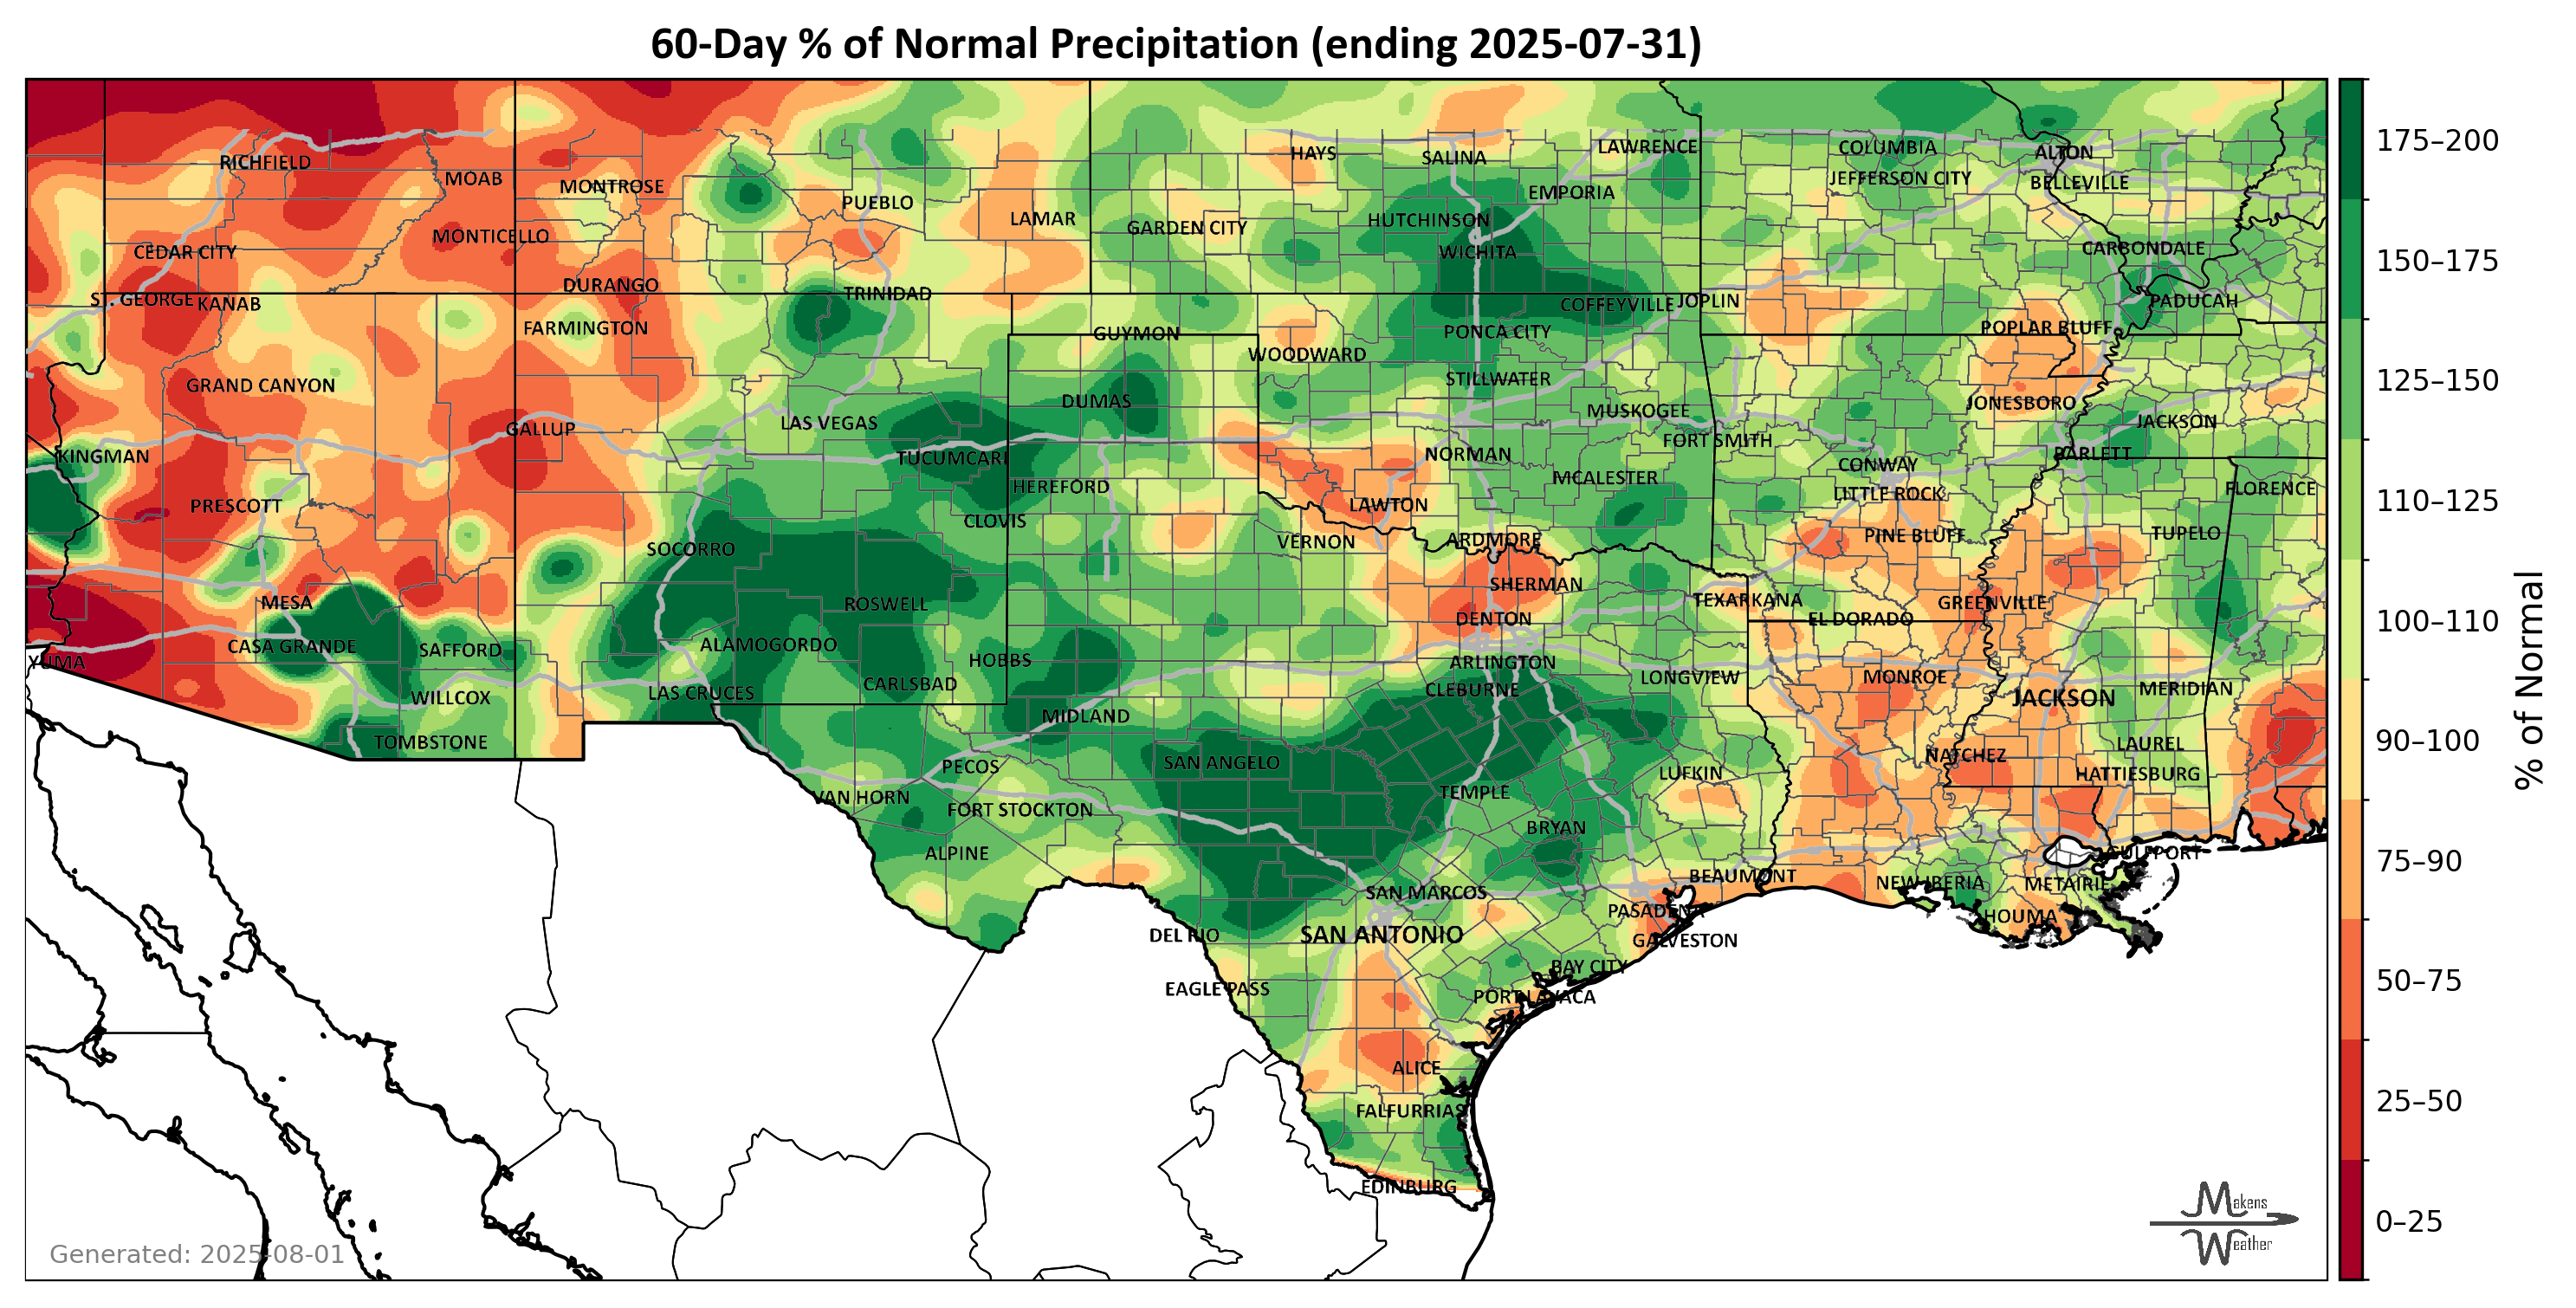 60-Day % of Normal Precipitation (ending 2025-07-31)
RICHFIELD
MOAB
MONTROSE
PUEBLO
LAMAR
HAYS
SALINA
LAWRENCE
COLUMBIA
ALTON
JEFFERSON CITY
BELLEVILLE
EMPORIA
GARDEN CITY
HUTCHINSON
WICHITA
MONTICELLO
CEDAR CITY
CARBONDALE
DURANGO
TRINIDAD
ST. GEORGE
KANAB
COFFEYVILLE
JOPLIN
PADUCAH
FARMINGTON
GUYMON
PONCA CITY
POPLAR BLUFF
WOODWARD
GRAND CANYON
STILLWATER
DUMAS
JONESBORO
LAS VEGAS
MUSKOGEE
JACKSON
GALLUP
FORT SMITH
KINGMAN
TUCUMCARI
NORMAN
BARLETT
CONWAY
HEREFORD
MCALESTER
LITTLE ROCK
FLORENCE
PRESCOTT
LAWTON
CLOVIS
PINE BLUFF
TUPELO
SOCORRO
VERNON
ARDMORE
SHERMAN
MESA
ROSWELL
TEXARKANA
GREENVILLE
DENTON
EL DORADO
CASA GRANDE
SAFFORD
ALAMOGORDO
HOBBS
ARLINGTON
YUMA
LONGVIEW
MONROE
CARLSBAD
CLEBURNE
MERIDIAN
WILLCOX
LAS CRUCES
JACKSON
MIDLAND
TOMBSTONE
LAUREL
NATCHEZ
PECOS
SAN ANGELO
LUFKIN
HATTIESBURG
VAN HORN
TEMPLE
FORT STOCKTON
BRYAN
ALPINE
GULFPORT
BEAUMONT
NEW IBERIA
METAIRIE
SAN MARCOS
PASADENA
HOUMA
DEL RIO
SAN ANTONIO
GALVESTON
BAY CITY
EAGLE PASS
PORT LAVACA
ALICE
FALFURRIAS
EDINBURG
Generated: 2025-08-01
Makens
Weather
175–200
150–175
125–150
110–125
100–110
90–100
75–90
50–75
25–50
0–25
% of Normal